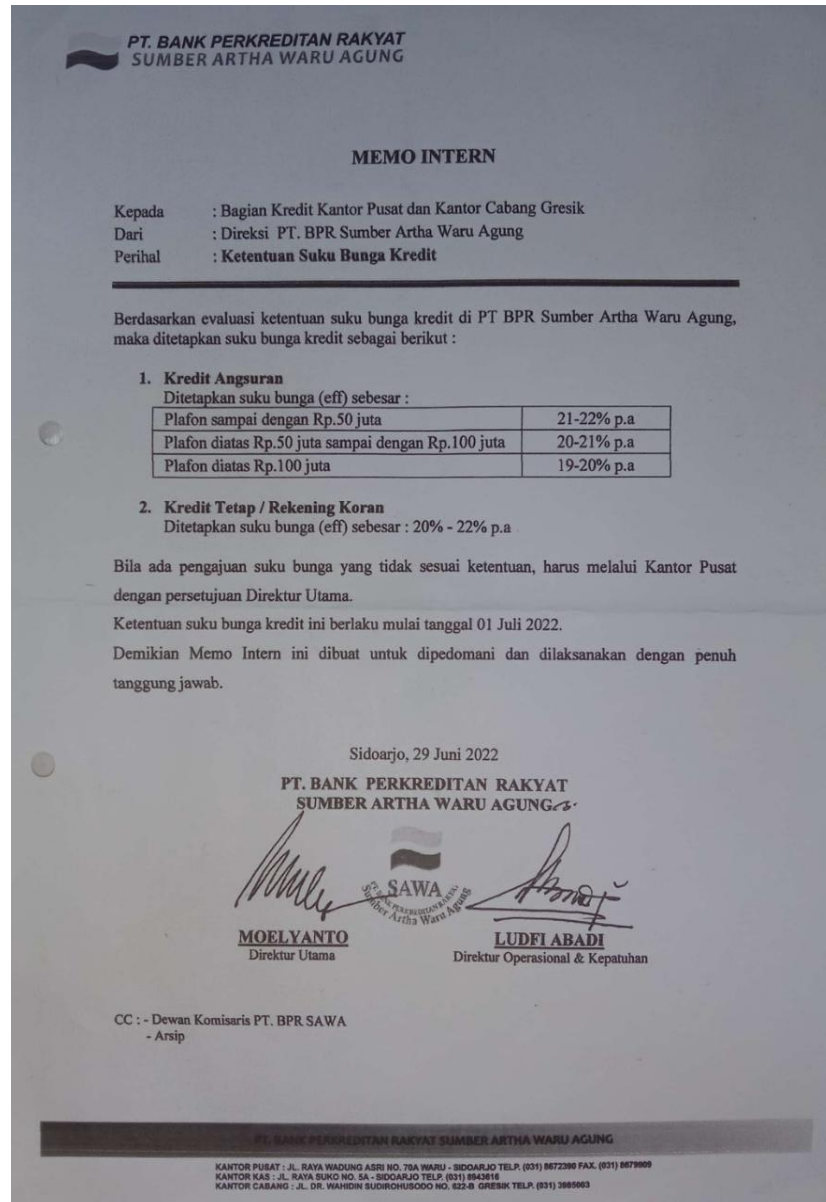 PT. BANK PERKREDITAN RAKYAT
SUMBER ARTHA WARU AGUNG
MEMO INTERN
Kepada : Bagian Kredit Kantor Pusat dan Kantor Cabang Gresik
Dari : Direksi PT. BPR Sumber Artha Waru Agung
Perihal : Ketentuan Suku Bunga Kredit
Berdasarkan evaluasi ketentuan suku bunga kredit di PT BPR Sumber Artha Waru Agung,
maka ditetapkan suku bunga kredit sebagai berikut :
1. Kredit Angsuran
Ditetapkan suku bunga (eff) sebesar :
Plafon sampai dengan Rp.50 juta 21-22% p.a
Plafon diatas Rp.50 juta sampai dengan Rp.100 juta 20-21% p.a
Plafon diatas Rp.100 juta 19-20% p.a
2. Kredit Tetap / Rekening Koran
Ditetapkan suku bunga (eff) sebesar : 20% - 22% p.a
Bila ada pengajuan suku bunga yang tidak sesuai ketentuan, harus melalui Kantor Pusat
dengan persetujuan Direktur Utama.
Ketentuan suku bunga kredit ini berlaku mulai tanggal 01 Juli 2022.
Demikian Memo Intern ini dibuat untuk dipedomani dan dilaksanakan dengan penuh
tanggung jawab.
Sidoarjo, 29 Juni 2022
PT. BANK PERKREDITAN RAKYAT
SUMBER ARTHA WARU AGUNG
SAWA
PT. BANK PERKREDITAN RAKYAT
Sumber Artha Waru Agung
MOELYANTO LUDFI ABADI
Direktur Utama Direktur Operasional & Kepatuhan
CC : - Dewan Komisaris PT. BPR SAWA
- Arsip
PT. BANK PERKREDITAN RAKYAT SUMBER ARTHA WARU AGUNG
KANTOR PUSAT : JL. RAYA WADUNG ASRI NO. 70A WARU - SIDOARJO TELP. (031) 8672390 FAX. (031) 8679909
KANTOR KAS : JL. RAYA SUKO NO. 5A - SIDOARJO TELP. (031) 8943616
KANTOR CABANG : JL. DR. WAHIDIN SUDIROHUSODO NO. 622-B GRESIK TELP. (031) 3985063